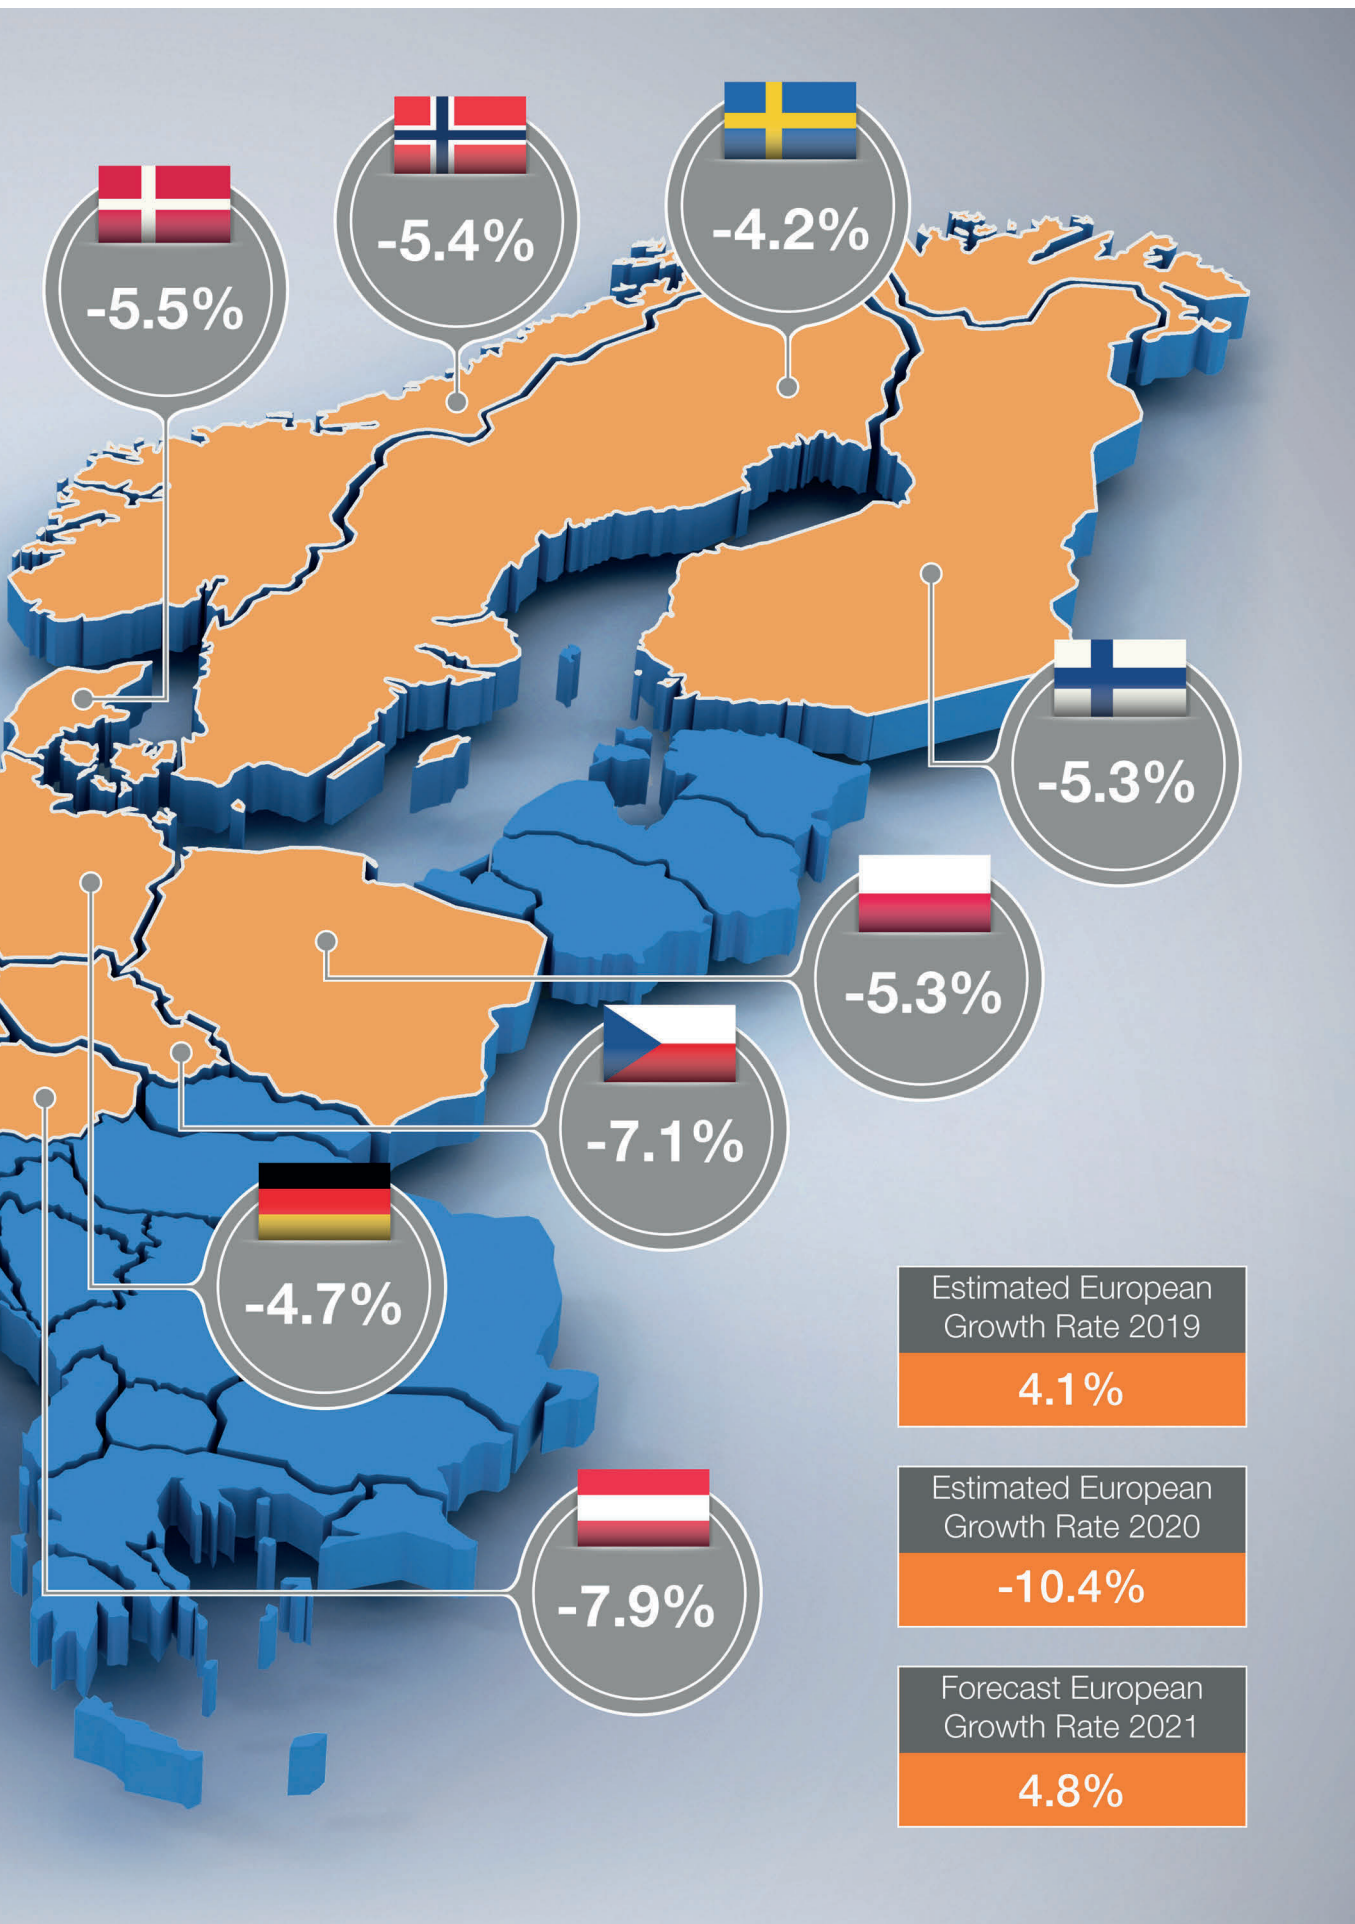 -4.2%
-5.4%
-5.5%
-5.3%
-5.3%
-7.1%
-4.7%
Estimated European
Growth Rate 2019
4.1%
Estimated European
Growth Rate 2020
-10.4%
-7.9%
Forecast European
Growth Rate 2021
4.8%